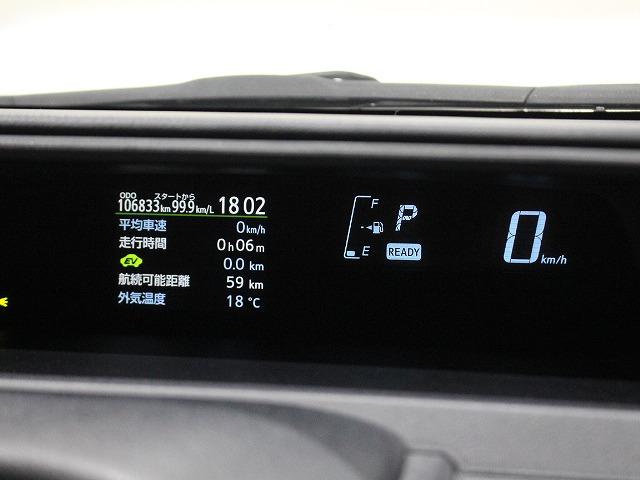 ODO スタートから
106833km 99.9km/L 18:02
平均車速 0km/h
走行時間 0h06m
EV 0.0 km
航続可能距離 59 km
外気温度 18℃
F
P
E READY
0 km/h